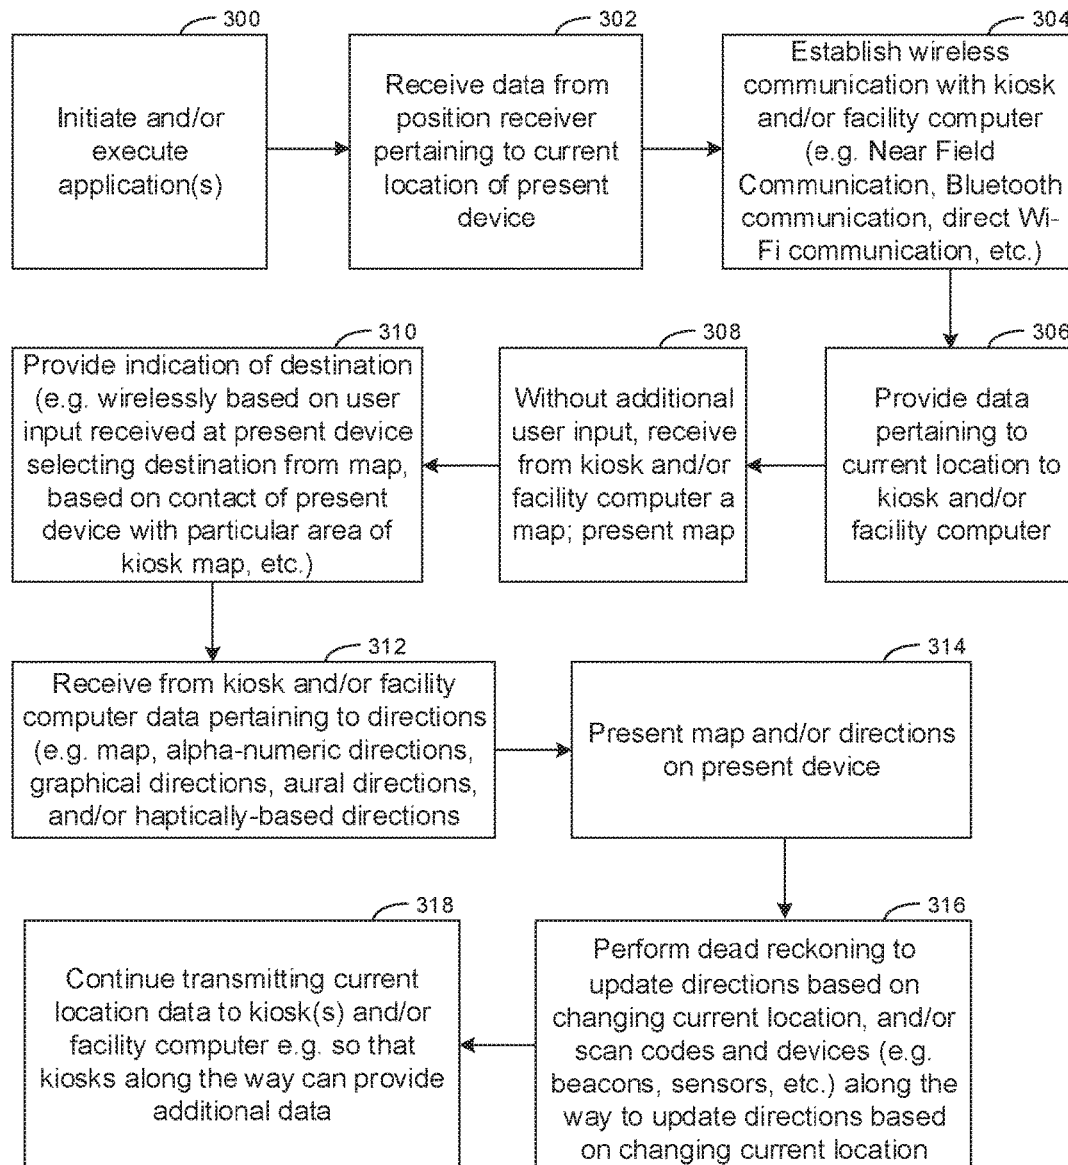 300
Initiate and/or
execute
application(s)
302
Receive data from
position receiver
pertaining to current
location of present
device
304
Establish wireless
communication with kiosk
and/or facility computer
(e.g. Near Field
Communication, Bluetooth
communication, direct Wi-
Fi communication, etc.)
306
Provide data
pertaining to
current location to
kiosk and/or
facility computer
308
Without additional
user input, receive
from kiosk and/or
facility computer a
map; present map
310
Provide indication of destination
(e.g. wirelessly based on user
input received at present device
selecting destination from map,
based on contact of present
device with particular area of
kiosk map, etc.)
312
Receive from kiosk and/or facility
computer data pertaining to directions
(e.g. map, alpha-numeric directions,
graphical directions, aural directions,
and/or haptically-based directions
314
Present map and/or directions
on present device
316
Perform dead reckoning to
update directions based on
changing current location, and/or
scan codes and devices (e.g.
beacons, sensors, etc.) along the
way to update directions based
on changing current location
318
Continue transmitting current
location data to kiosk(s) and/or
facility computer e.g. so that
kiosks along the way can provide
additional data